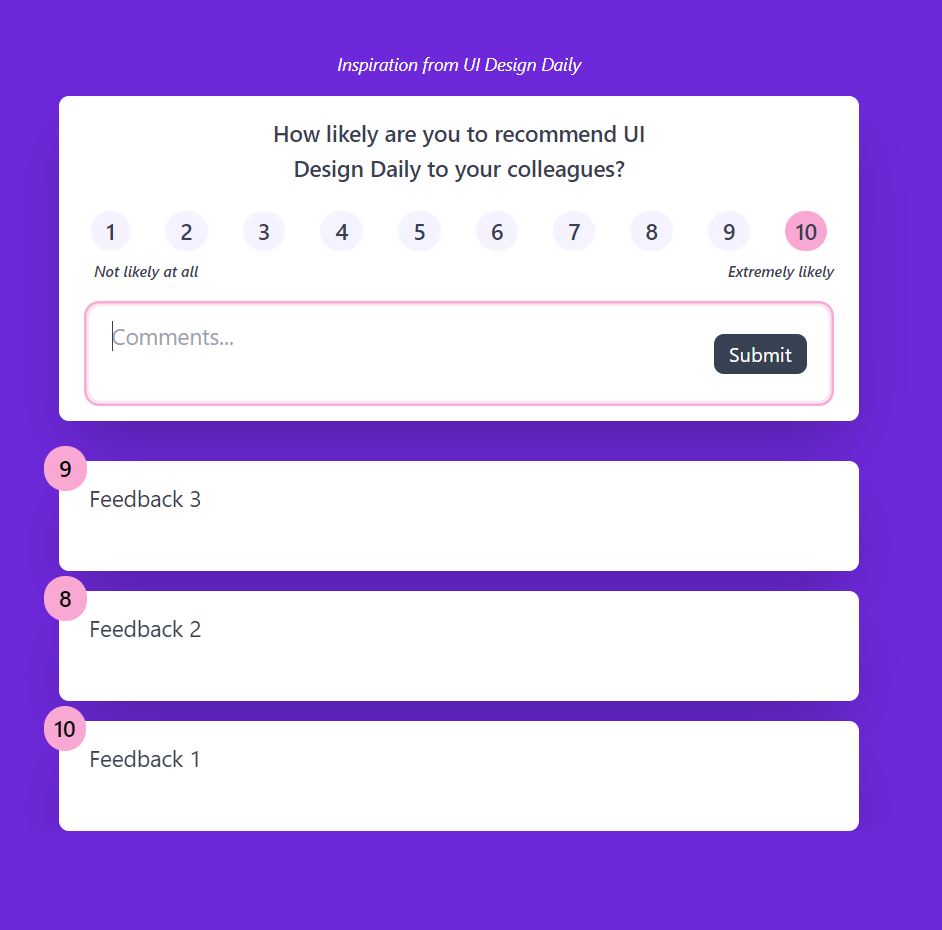 Inspiration from UI Design Daily
How likely are you to recommend UI
Design Daily to your colleagues?
1 2 3 4 5 6 7 8 9 10
Not likely at all Extremely likely
Comments...
Submit
9
Feedback 3
8
Feedback 2
10
Feedback 1